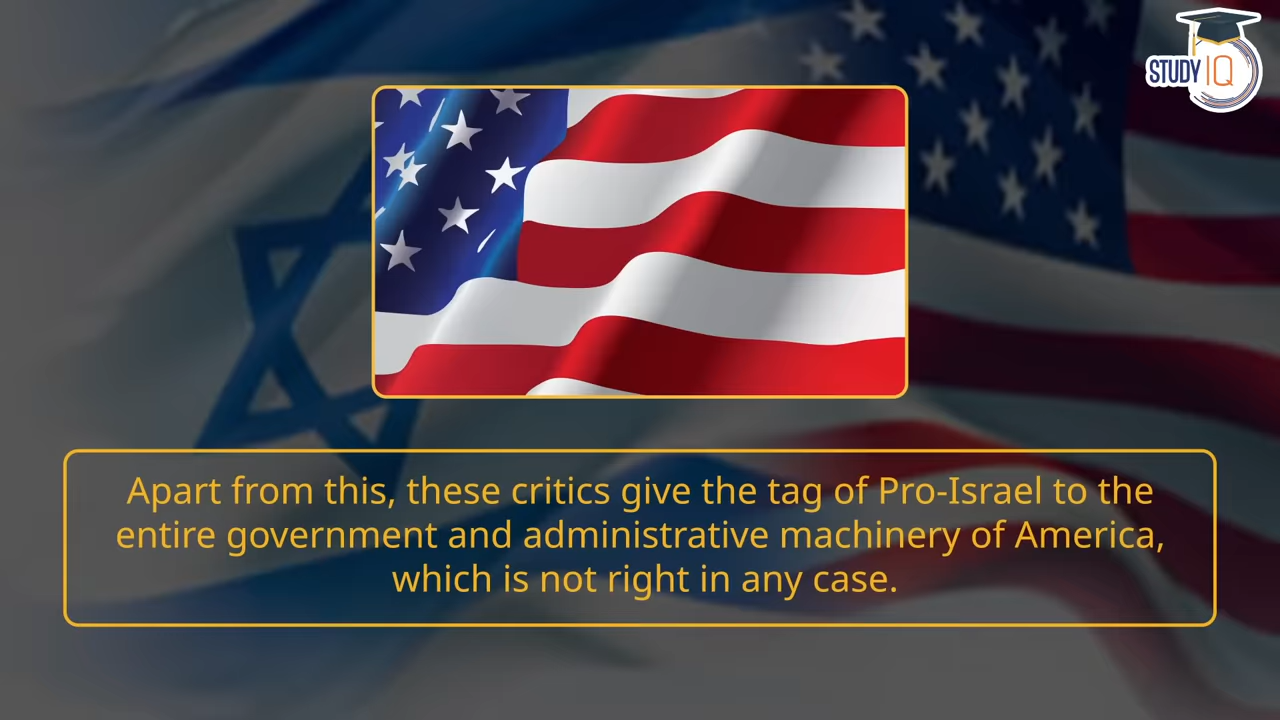 STUDY IQ
Apart from this, these critics give the tag of Pro-Israel to the
entire government and administrative machinery of America,
which is not right in any case.